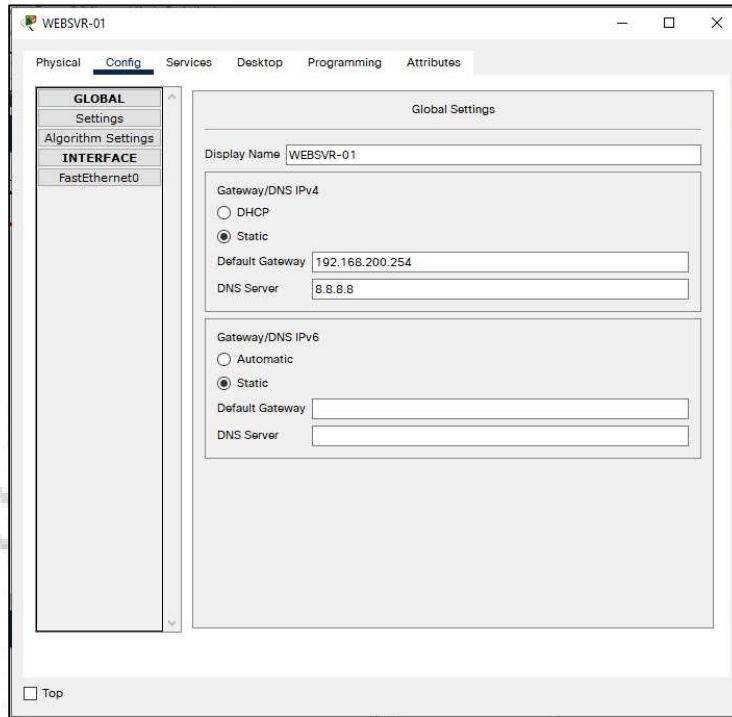 WEBSVR-01
Physical Config Services Desktop Programming Attributes
GLOBAL
Settings
Algorithm Settings
INTERFACE
FastEthernet0
Global Settings
Display Name WEBSVR-01
Gateway/DNS IPv4
DHCP
Static
Default Gateway 192.168.200.254
DNS Server 8.8.8.8
Gateway/DNS IPv6
Automatic
Static
Default Gateway
DNS Server
Top